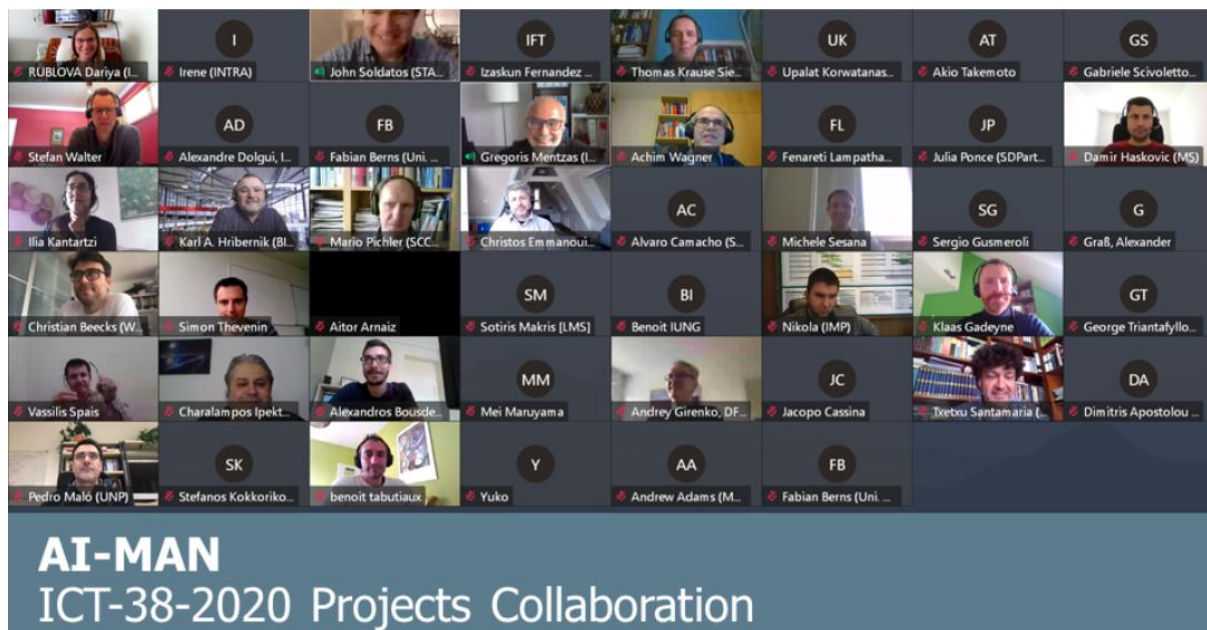 I
IFT
UK
AT
GS
RUBLOVA Dariya (I...
Irene (INTRA)
John Soldatos (STA...
Izaskun Fernandez ...
Thomas Krause Sie...
Upalat Korwatanas...
Akio Takemoto
Gabriele Scivoletto...
AD
FB
FL
JP
Stefan Walter
Alexandre Dolgui, I...
Fabian Berns (Uni. ...
Gregoris Mentzas (I...
Achim Wagner
Fenareti Lampatha...
Julia Ponce (SDPart...
Damir Haskovic (MS)
AC
SG
G
Ilia Kantartzi
Karl A. Hribernik (BI...
Mario Pichler (SCC...
Christos Emmanoui...
Alvaro Camacho (S...
Michele Sesana
Sergio Gusmeroli
Graß, Alexander
SM
BI
GT
Christian Beecks (W...
Simon Thevenin
Aitor Arnaiz
Sotiris Makris [LMS]
Benoit IUNG
Nikola (IMP)
Klaas Gadeyne
George Triantafyllo...
MM
JC
DA
Vassilis Spais
Charalampos Ipekt...
Alexandros Bousde...
Mei Maruyama
Andrey Girenko, DF...
Jacopo Cassina
Txetxu Santamaria (...
Dimitris Apostolou ...
SK
Y
AA
FB
Pedro Maló (UNP)
Stefanos Kokkoriko...
benoit tabutiaux
Yuko
Andrew Adams (M...
Fabian Berns (Uni. ...
AI-MAN
ICT-38-2020 Projects Collaboration